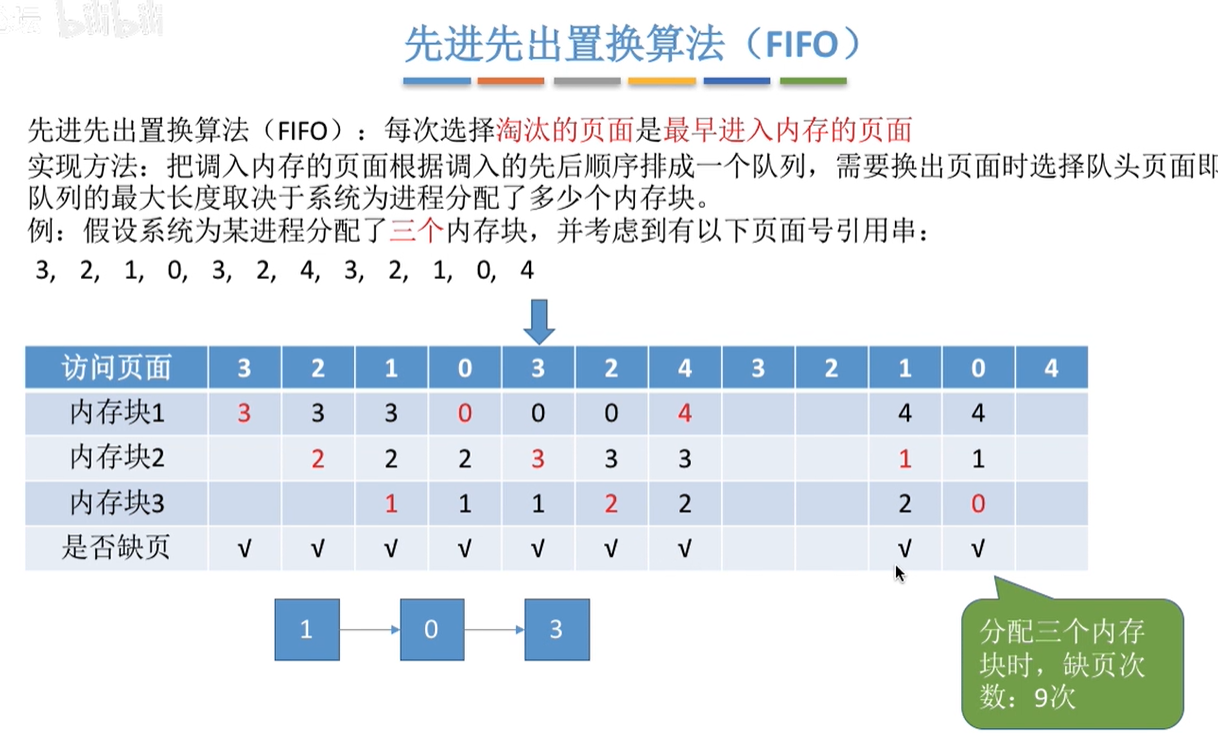 bilibili
先进先出置换算法（FIFO）
先进先出置换算法（FIFO）：每次选择淘汰的页面是最早进入内存的页面
实现方法：把调入内存的页面根据调入的先后顺序排成一个队列，需要换出页面时选择队头页面即
队列的最大长度取决于系统为进程分配了多少个内存块。
例：假设系统为某进程分配了三个内存块，并考虑到有以下页面号引用串：
3, 2, 1, 0, 3, 2, 4, 3, 2, 1, 0, 4
访问页面 3 2 1 0 3 2 4 3 2 1 0 4
内存块1 3 3 3 0 0 0 4 4 4
内存块2 2 2 2 3 3 3 1 1
内存块3 1 1 1 2 2 2 0
是否缺页 √ √ √ √ √ √ √ √ √
1 0 3
分配三个内存
块时，缺页次
数：9次